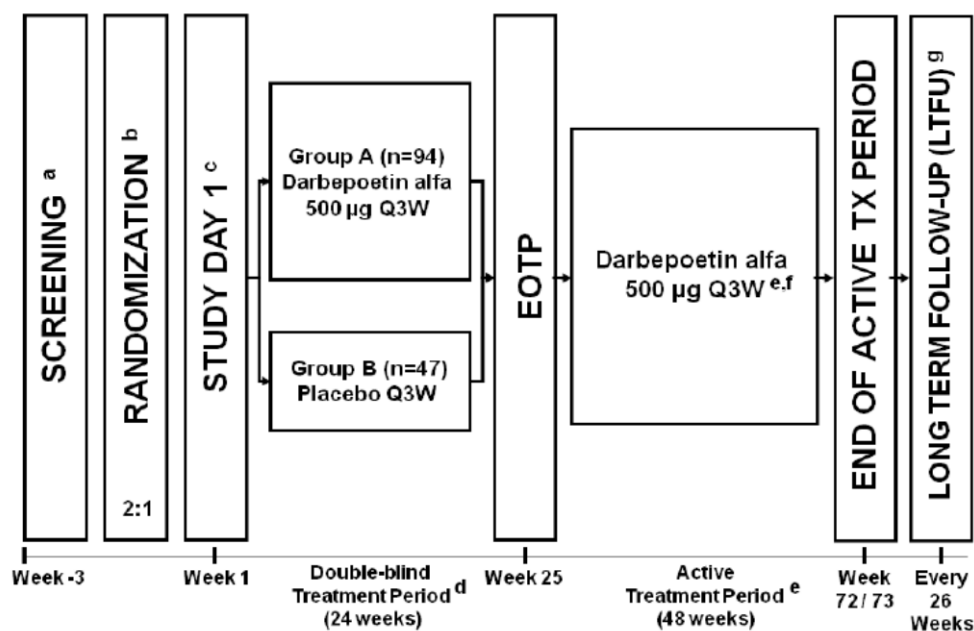 SCREENING a
RANDOMIZATION b
2:1
STUDY DAY 1 c
Group A (n=94)
Darbepoetin alfa
500 µg Q3W
Group B (n=47)
Placebo Q3W
EOTP
Darbepoetin alfa
500 µg Q3W e,f
END OF ACTIVE TX PERIOD
LONG TERM FOLLOW-UP (LTFU) g
Week -3
Week 1
Double-blind
Treatment Period d
(24 weeks)
Week 25
Active
Treatment Period e
(48 weeks)
Week
72 / 73
Every
26
Weeks